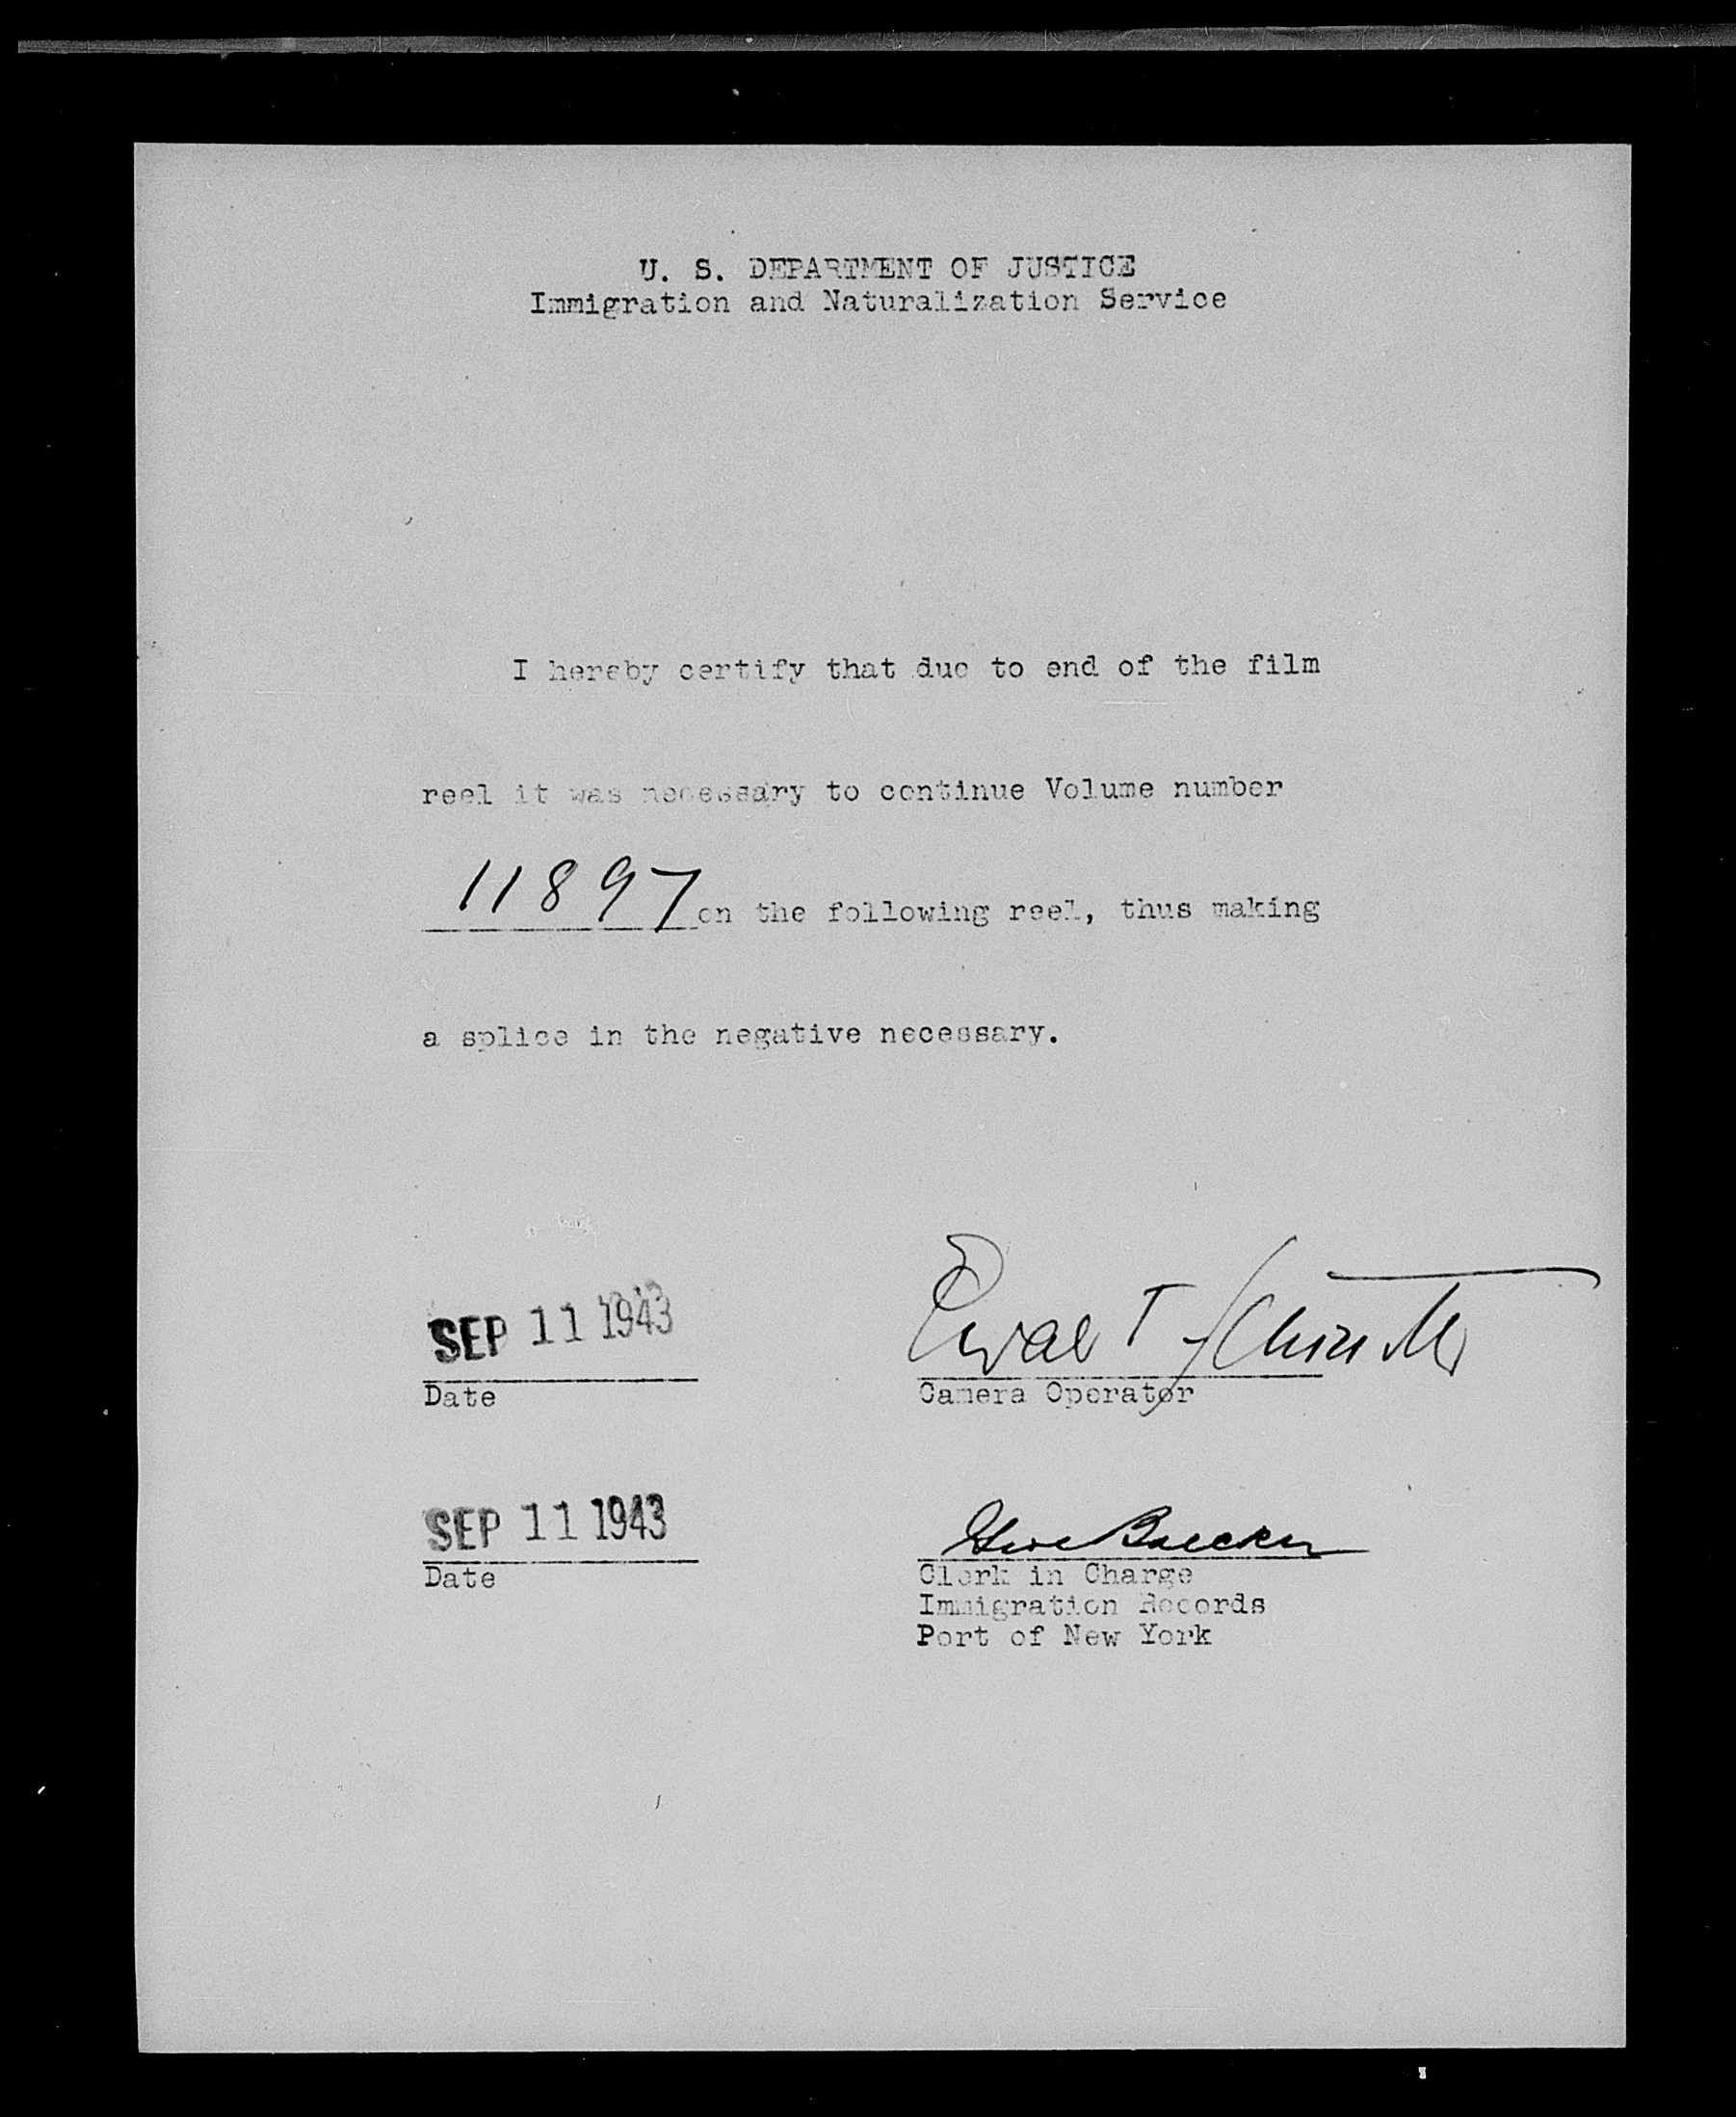 U. S. DEPARTMENT OF JUSTICE
Immigration and Naturalization Service
I hereby certify that due to end of the film
reel it was necessary to continue Volume number
11897 on the following reel, thus making
a splice in the negative necessary.
SEP 11 1943
Date
Camera Operator
SEP 11 1943
Date
Clerk in Charge
Immigration Records
Port of New York